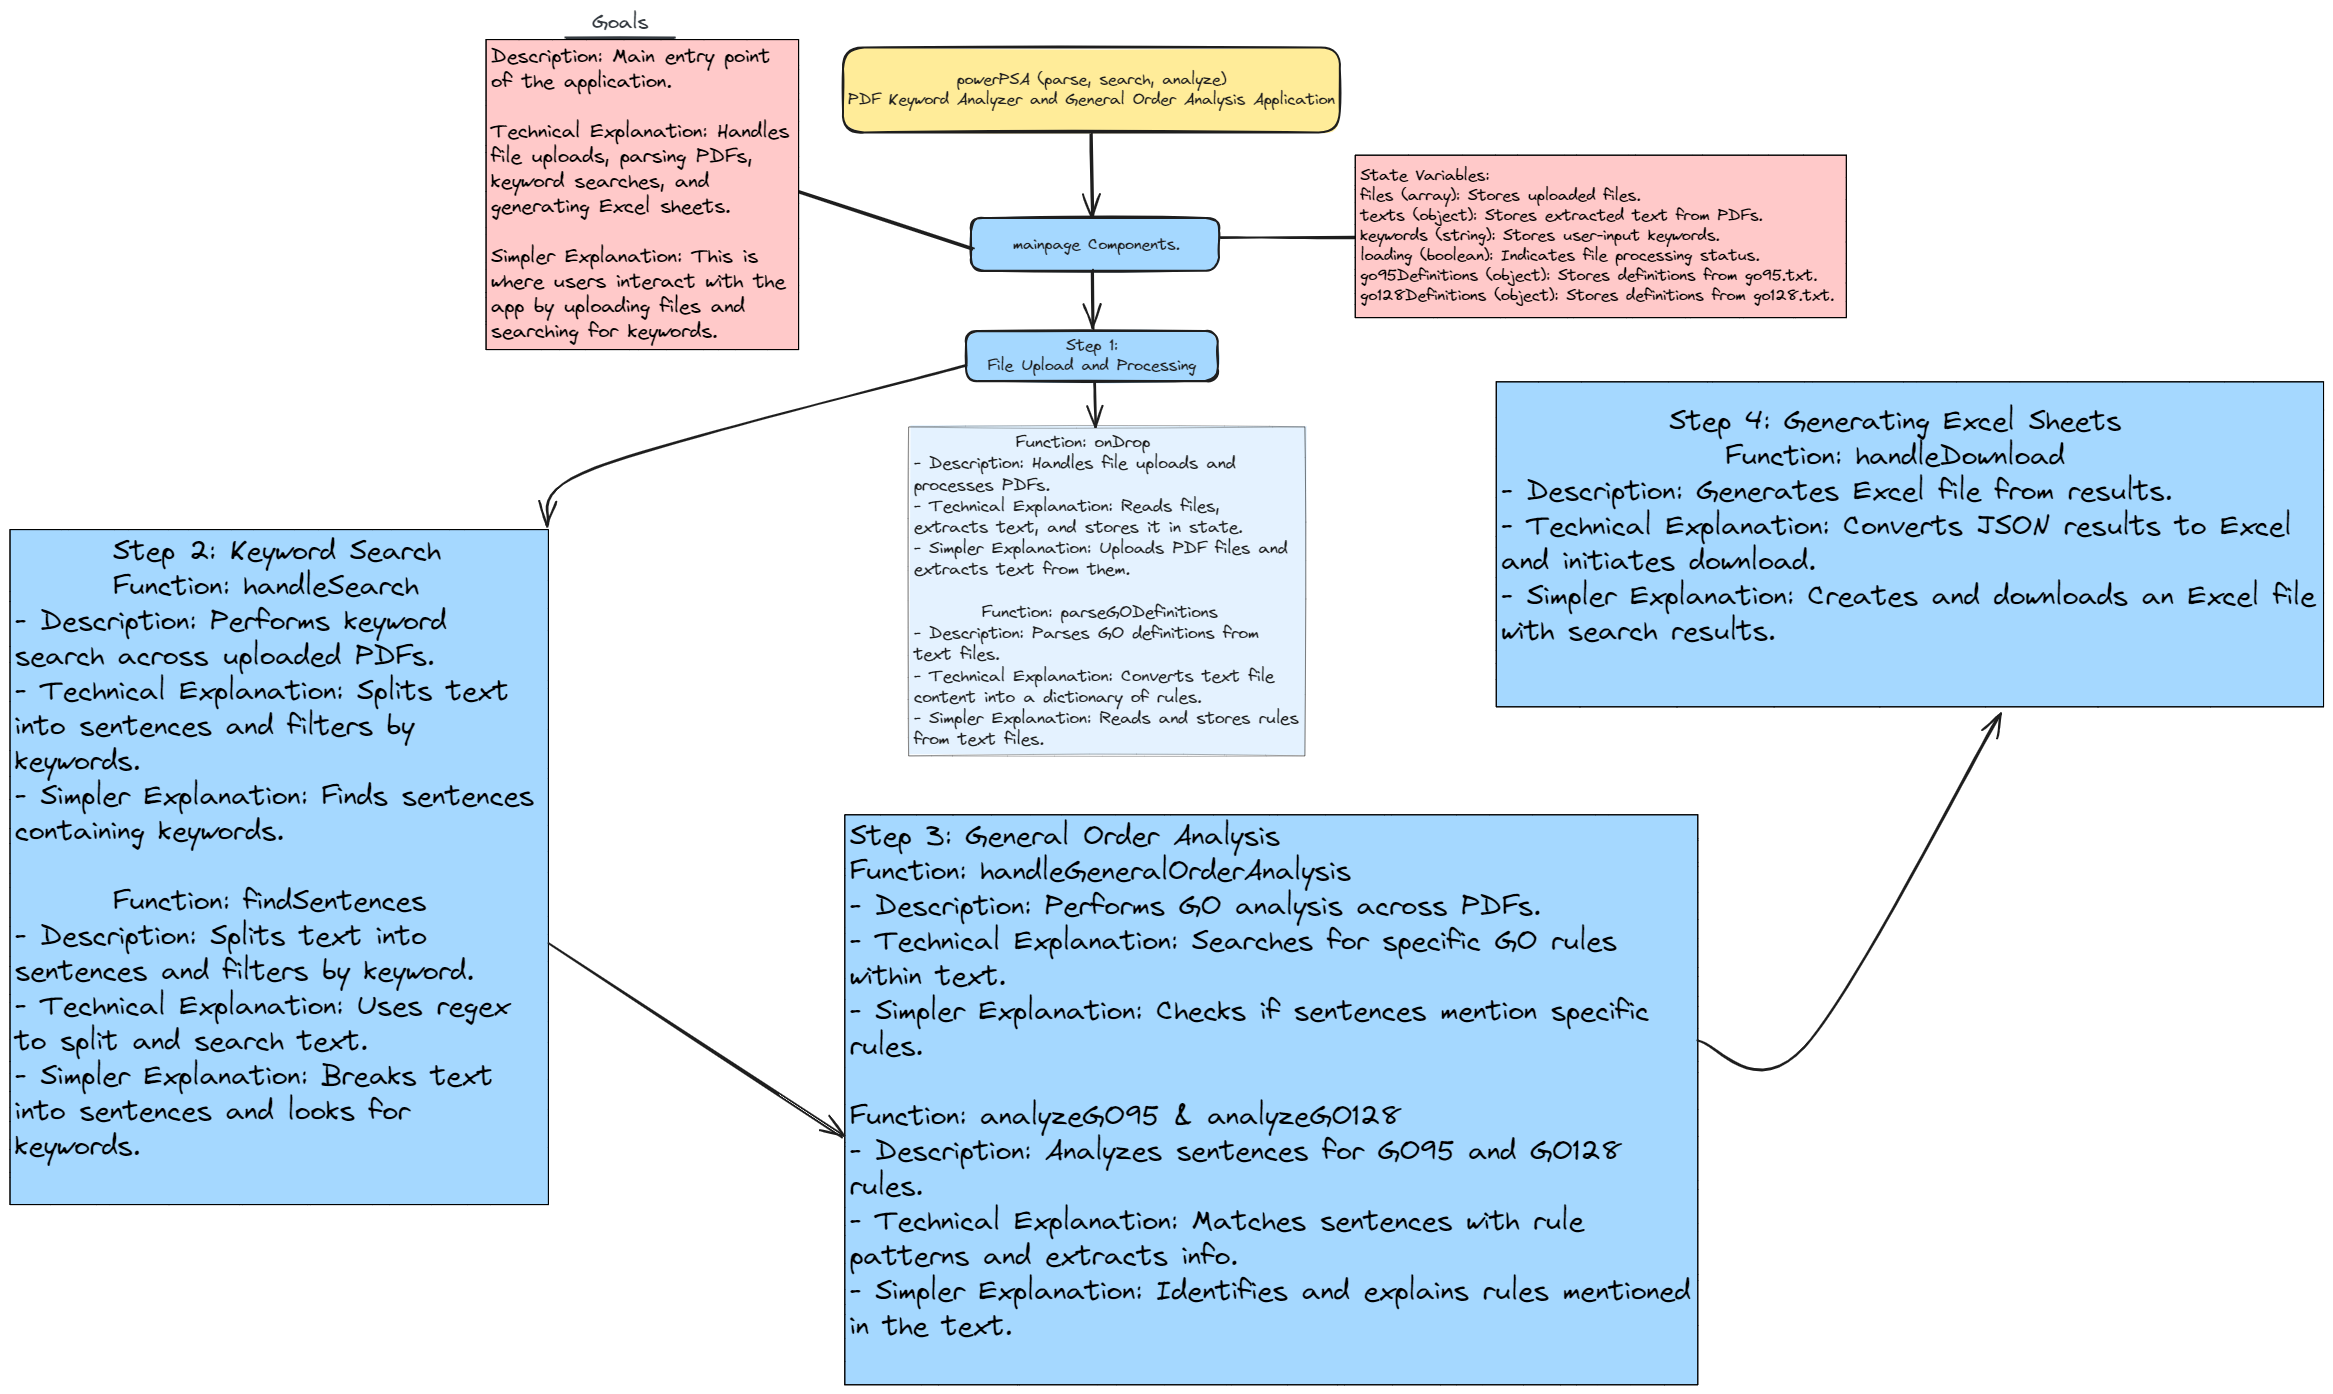 Goals
Description: Main entry point
of the application.
Technical Explanation: Handles
file uploads, parsing PDFs,
keyword searches, and
generating Excel sheets.
Simpler Explanation: This is
where users interact with the
app by uploading files and
searching for keywords.
powerPSA (parse, search, analyze)
PDF Keyword Analyzer and General Order Analysis Application
mainpage Components.
State Variables:
files (array): Stores uploaded files.
texts (object): Stores extracted text from PDFs.
keywords (string): Stores user-input keywords.
loading (boolean): Indicates file processing status.
go95Definitions (object): Stores definitions from go95.txt.
go128Definitions (object): Stores definitions from go128.txt.
Step 1:
File Upload and Processing
Function: onDrop
- Description: Handles file uploads and
processes PDFs.
- Technical Explanation: Reads files,
extracts text, and stores it in state.
- Simpler Explanation: Uploads PDF files and
extracts text from them.
Function: parseGODefinitions
- Description: Parses GO definitions from
text files.
- Technical Explanation: Converts text file
content into a dictionary of rules.
- Simpler Explanation: Reads and stores rules
from text files.
Step 2: Keyword Search
Function: handleSearch
- Description: Performs keyword
search across uploaded PDFs.
- Technical Explanation: Splits text
into sentences and filters by
keywords.
- Simpler Explanation: Finds sentences
containing keywords.
Function: findSentences
- Description: Splits text into
sentences and filters by keyword.
- Technical Explanation: Uses regex
to split and search text.
- Simpler Explanation: Breaks text
into sentences and looks for
keywords.
Step 3: General Order Analysis
Function: handleGeneralOrderAnalysis
- Description: Performs GO analysis across PDFs.
- Technical Explanation: Searches for specific GO rules
within text.
- Simpler Explanation: Checks if sentences mention specific
rules.
Function: analyzeGO95 & analyzeGO128
- Description: Analyzes sentences for GO95 and GO128
rules.
- Technical Explanation: Matches sentences with rule
patterns and extracts info.
- Simpler Explanation: Identifies and explains rules mentioned
in the text.
Step 4: Generating Excel Sheets
Function: handleDownload
- Description: Generates Excel file from results.
- Technical Explanation: Converts JSON results to Excel
and initiates download.
- Simpler Explanation: Creates and downloads an Excel file
with search results.